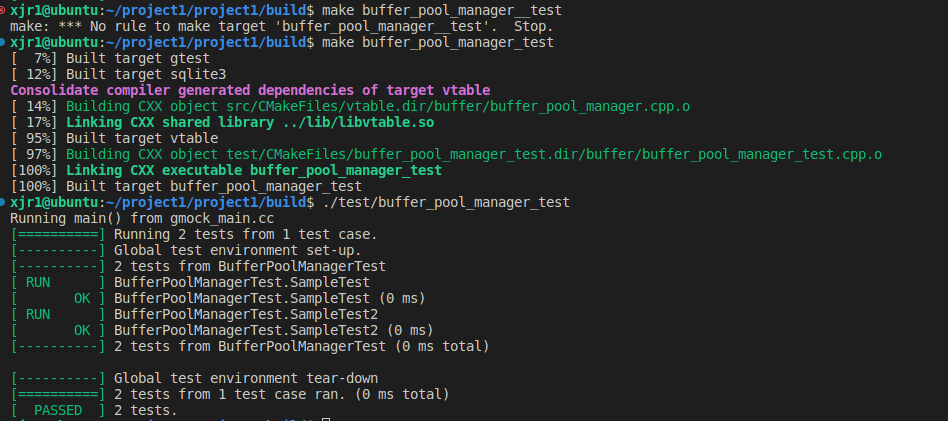 xjr1@ubuntu:~/project1/project1/build$ make buffer_pool_manager__test
make: *** No rule to make target 'buffer_pool_manager__test'.  Stop.
xjr1@ubuntu:~/project1/project1/build$ make buffer_pool_manager_test
[  7%] Built target gtest
[ 12%] Built target sqlite3
Consolidate compiler generated dependencies of target vtable
[ 14%] Building CXX object src/CMakeFiles/vtable.dir/buffer/buffer_pool_manager.cpp.o
[ 17%] Linking CXX shared library ../lib/libvtable.so
[ 95%] Built target vtable
[ 97%] Building CXX object test/CMakeFiles/buffer_pool_manager_test.dir/buffer/buffer_pool_manager_test.cpp.o
[100%] Linking CXX executable buffer_pool_manager_test
[100%] Built target buffer_pool_manager_test
xjr1@ubuntu:~/project1/project1/build$ ./test/buffer_pool_manager_test
Running main() from gmock_main.cc
[==========] Running 2 tests from 1 test case.
[----------] Global test environment set-up.
[----------] 2 tests from BufferPoolManagerTest
[ RUN      ] BufferPoolManagerTest.SampleTest
[       OK ] BufferPoolManagerTest.SampleTest (0 ms)
[ RUN      ] BufferPoolManagerTest.SampleTest2
[       OK ] BufferPoolManagerTest.SampleTest2 (0 ms)
[----------] 2 tests from BufferPoolManagerTest (0 ms total)
[----------] Global test environment tear-down
[==========] 2 tests from 1 test case ran. (0 ms total)
[  PASSED  ] 2 tests.